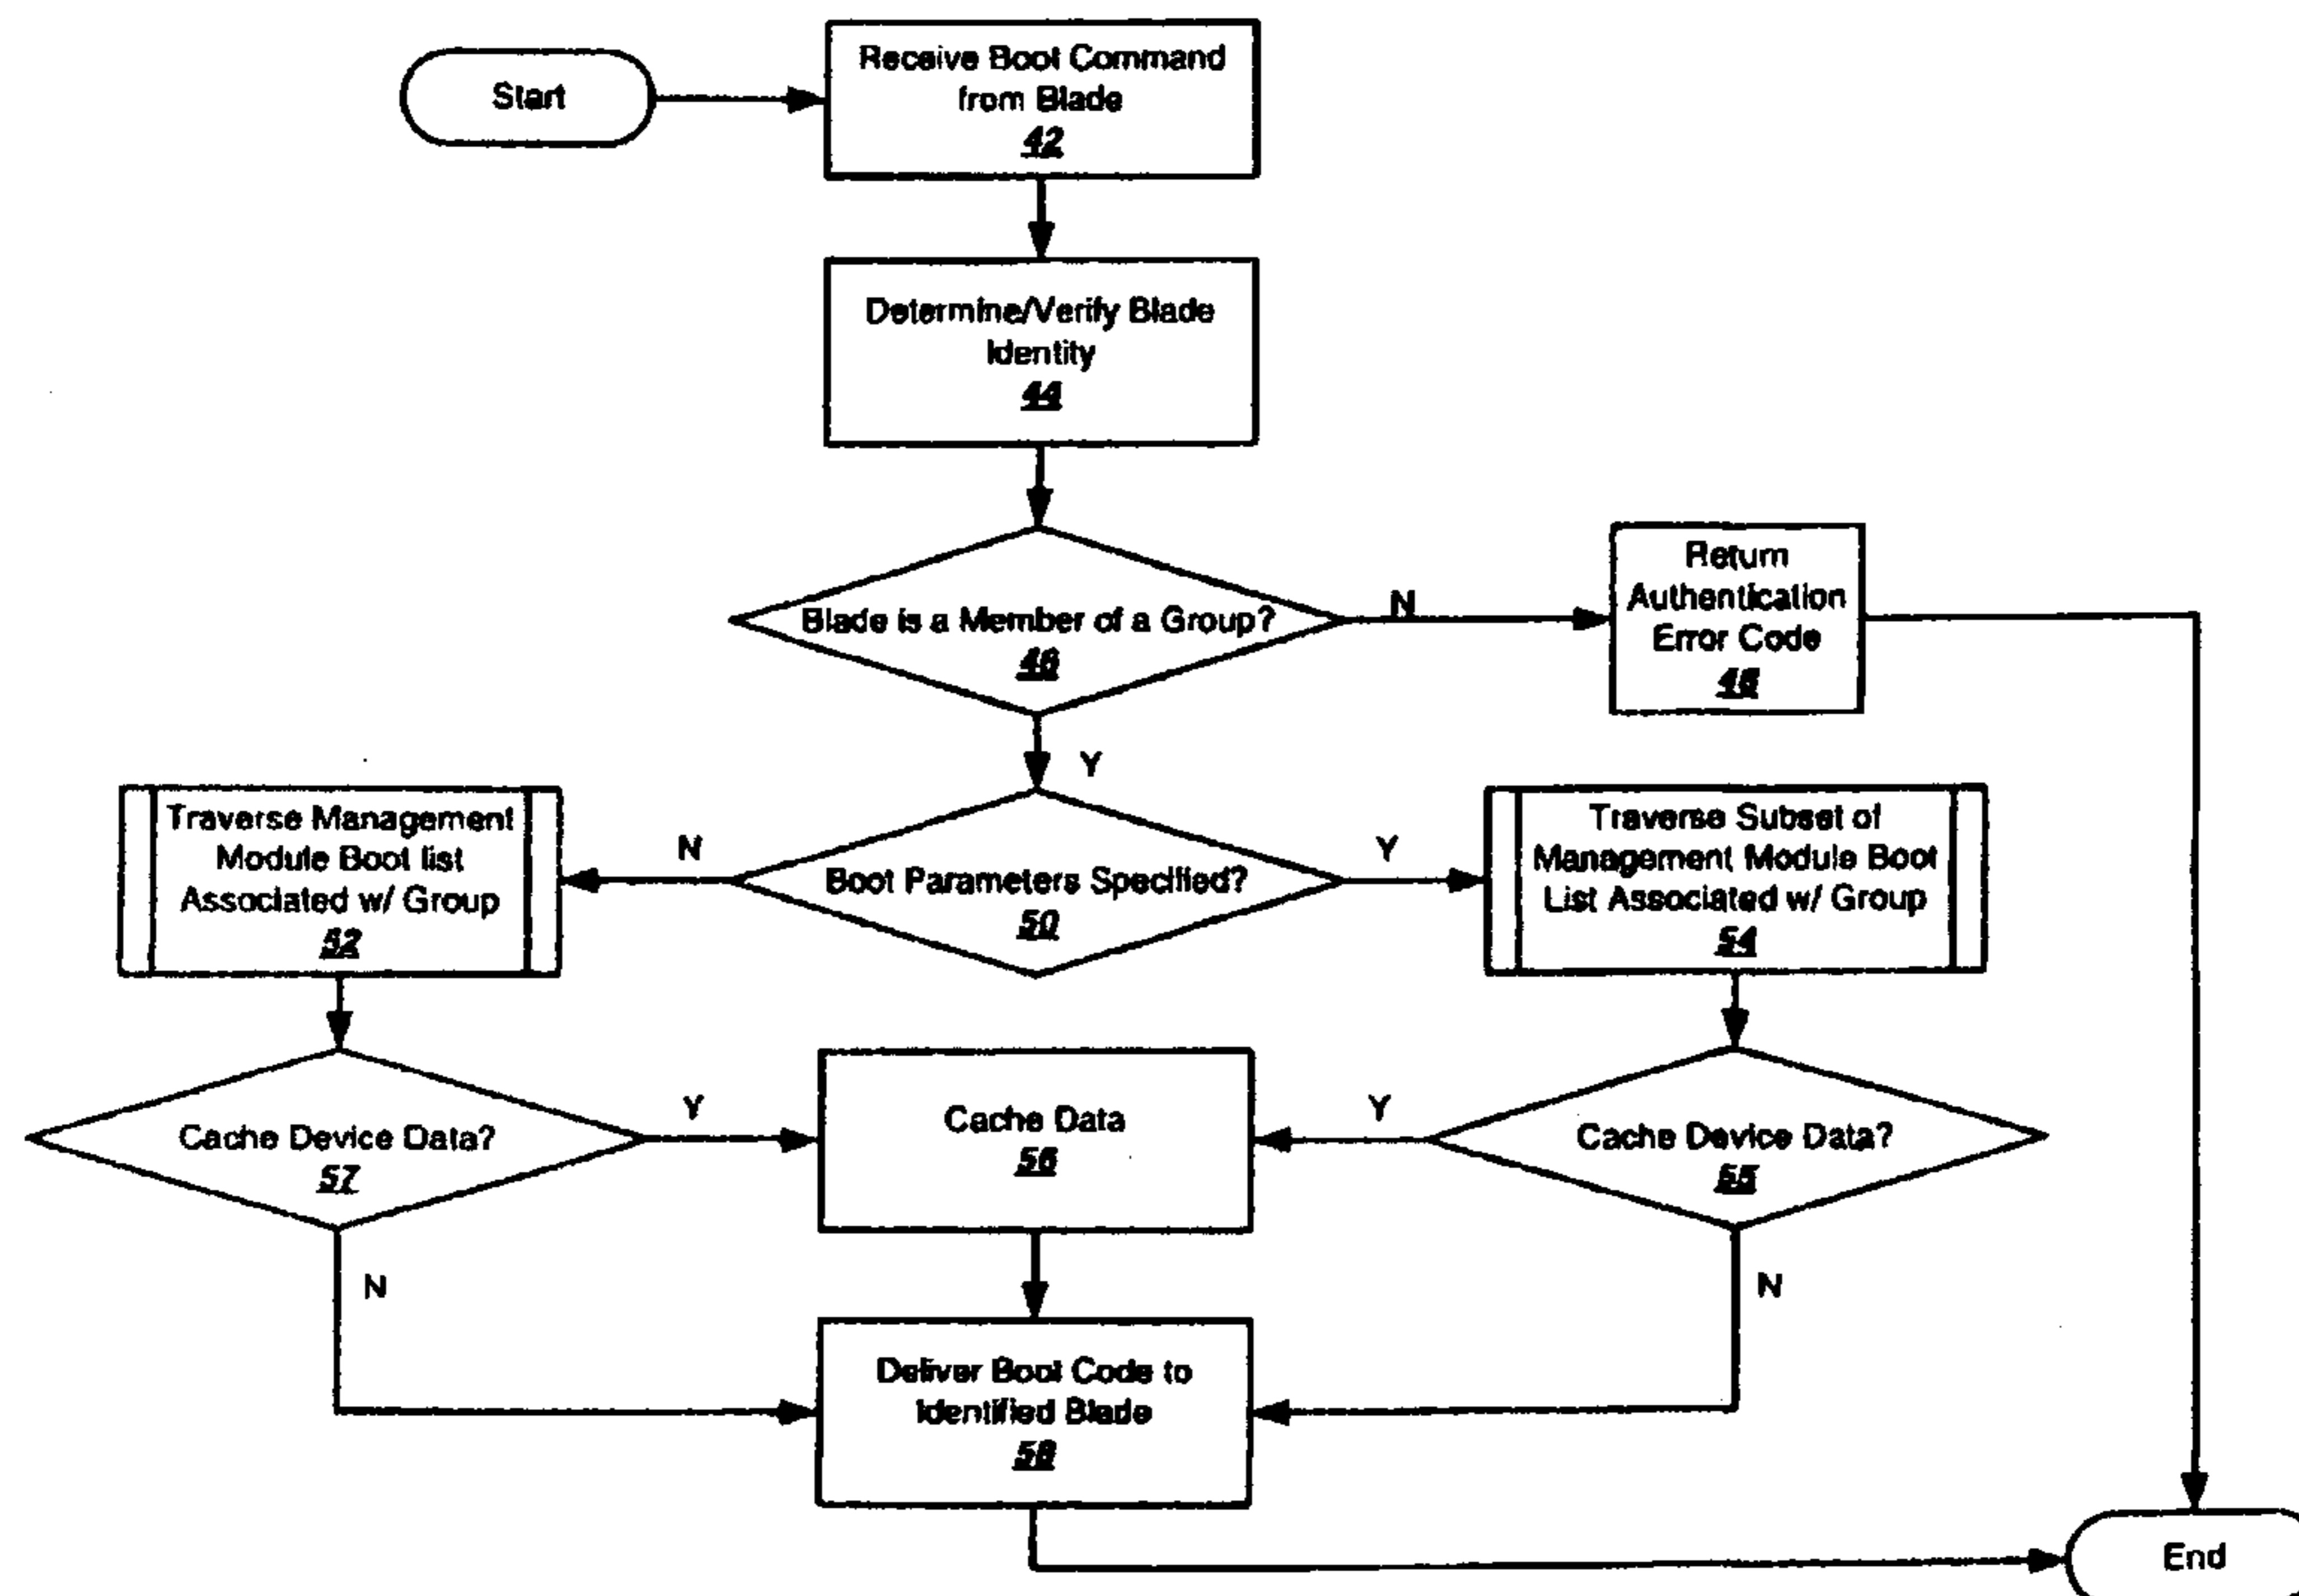 Start
Receive Boot Command
from Blade
42
Determine/Verify Blade
Identity
44
Blade is a Member of a Group?
46
N
Return
Authentication
Error Code
48
Y
Traverse Management
Module Boot list
Associated w/ Group
52
N
Boot Parameters Specified?
50
Y
Traverse Subset of
Management Module Boot
List Associated w/ Group
54
Cache Device Data?
57
Y
Cache Data
56
Y
Cache Device Data?
55
N
N
Deliver Boot Code to
Identified Blade
58
End